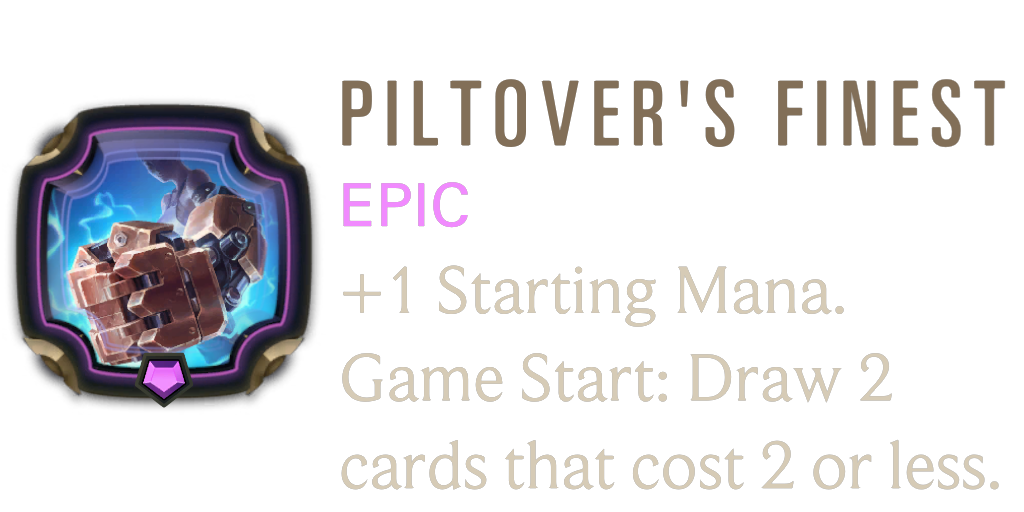 PILTOVER'S FINEST
EPIC
+1 Starting Mana.
Game Start: Draw 2
cards that cost 2 or less.